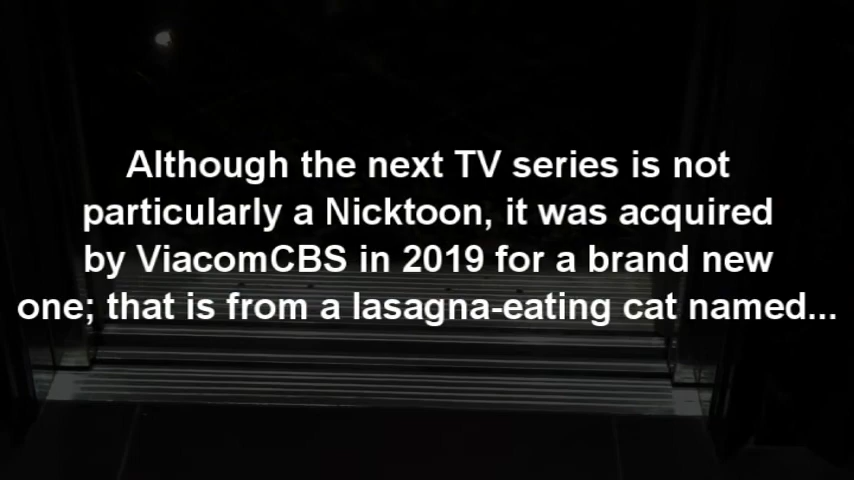 Although the next TV series is not
particularly a Nicktoon, it was acquired
by ViacomCBS in 2019 for a brand new
one; that is from a lasagna-eating cat named...